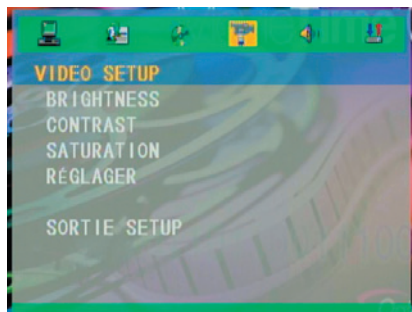 VIDEO SETUP
BRIGHTNESS
CONTRAST
SATURATION
RÉGLAGER
SORTIE SETUP